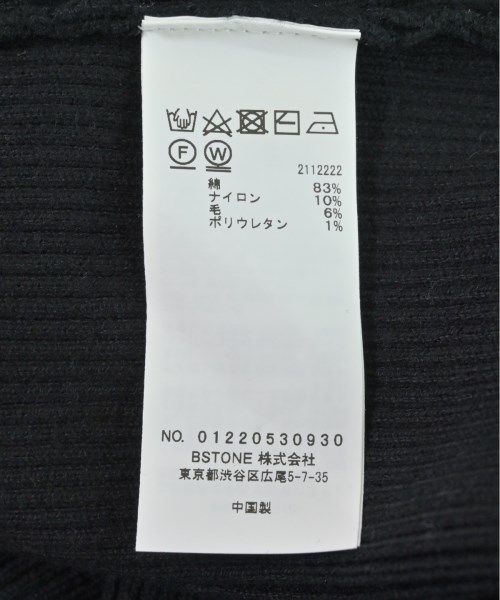 F W
2112222
綿 83%
ナイロン 10%
毛 6%
ポリウレタン 1%
NO. 01220530930
BSTONE 株式会社
東京都渋谷区広尾5-7-35
中国製